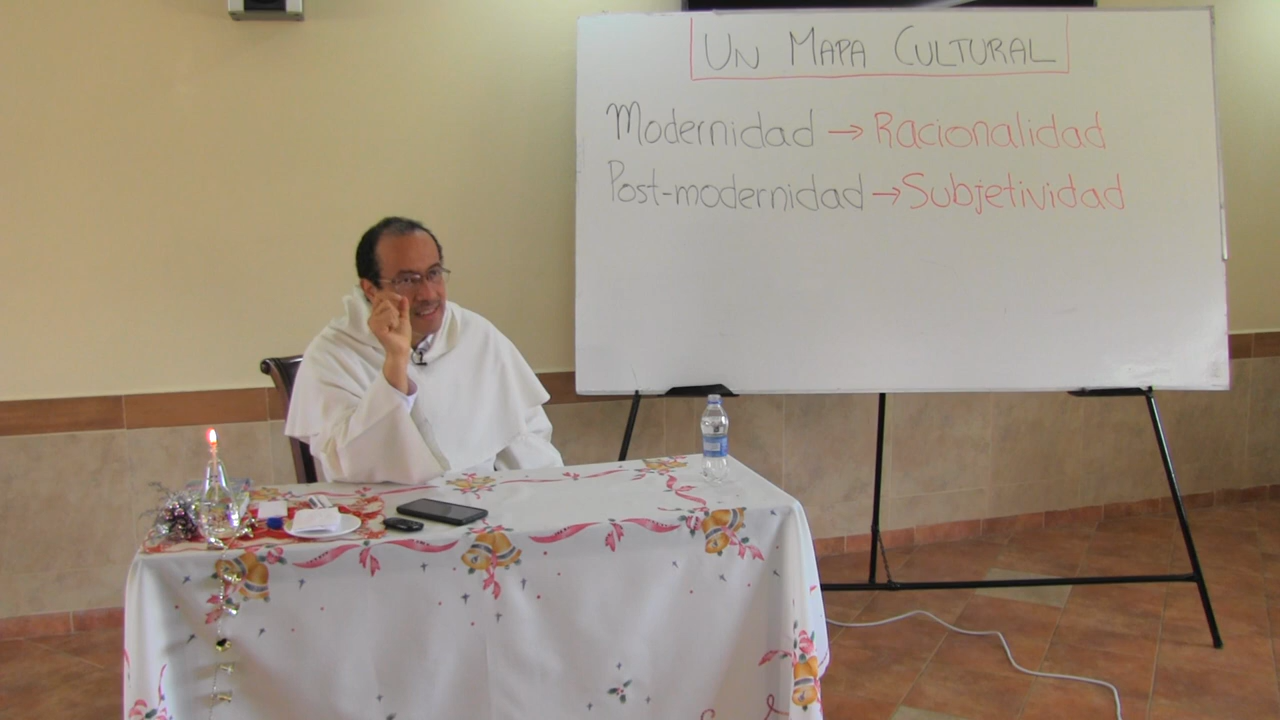 UN MAPA CULTURAL
Modernidad → Racionalidad
Post-modernidad → Subjetividad